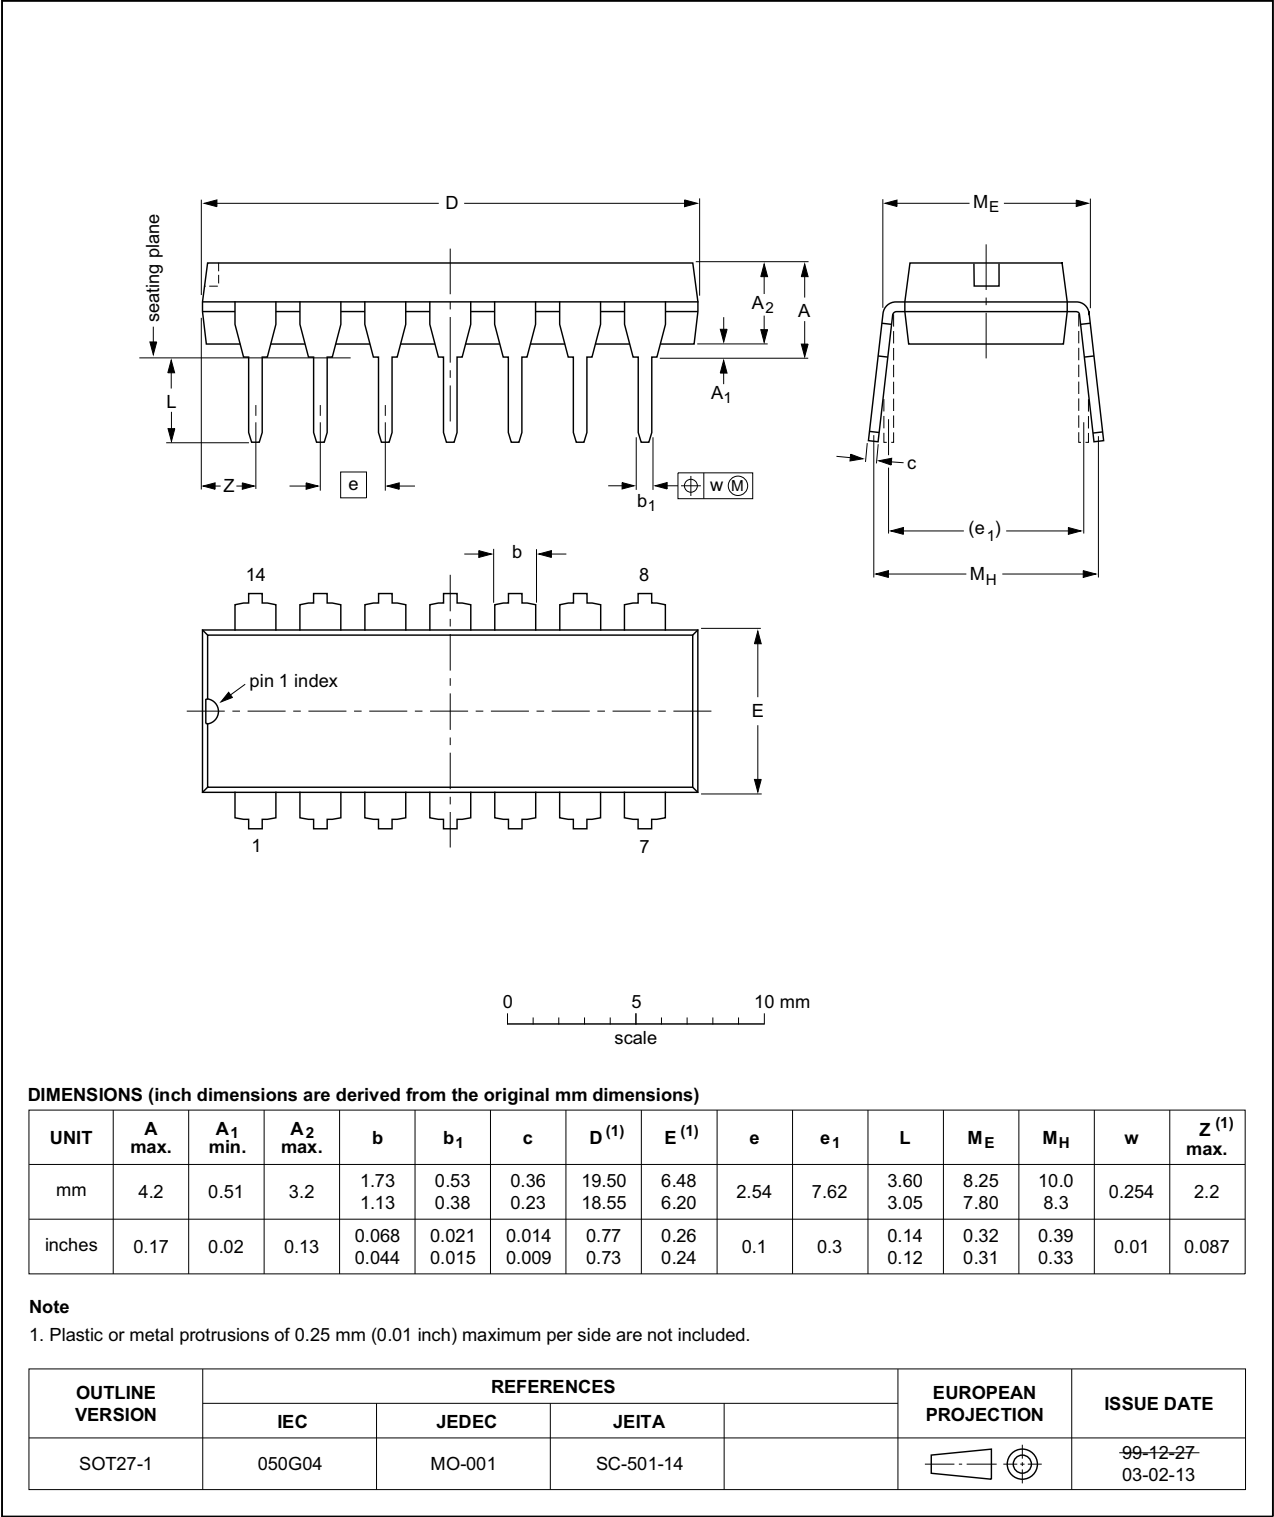 D
M E
seating plane
A 2
A
A 1
L
Z
e
b 1
w M
c
(e 1)
M H
b
14
8
pin 1 index
E
1
7
0
5
10 mm
scale
DIMENSIONS (inch dimensions are derived from the original mm dimensions)
UNIT A max. A1 min. A2 max. b b1 c D (1) E (1) e e1 L ME MH w Z (1) max.
mm 4.2 0.51 3.2 1.73 1.13 0.53 0.38 0.36 0.23 19.50 18.55 6.48 6.20 2.54 7.62 3.60 3.05 8.25 7.80 10.0 8.3 0.254 2.2
inches 0.17 0.02 0.13 0.068 0.044 0.021 0.015 0.014 0.009 0.77 0.73 0.26 0.24 0.1 0.3 0.14 0.12 0.32 0.31 0.39 0.33 0.01 0.087
Note
1. Plastic or metal protrusions of 0.25 mm (0.01 inch) maximum per side are not included.
OUTLINE VERSION
REFERENCES
EUROPEAN PROJECTION
ISSUE DATE
IEC JEDEC JEITA
SOT27-1 050G04 MO-001 SC-501-14
99-12-27
03-02-13